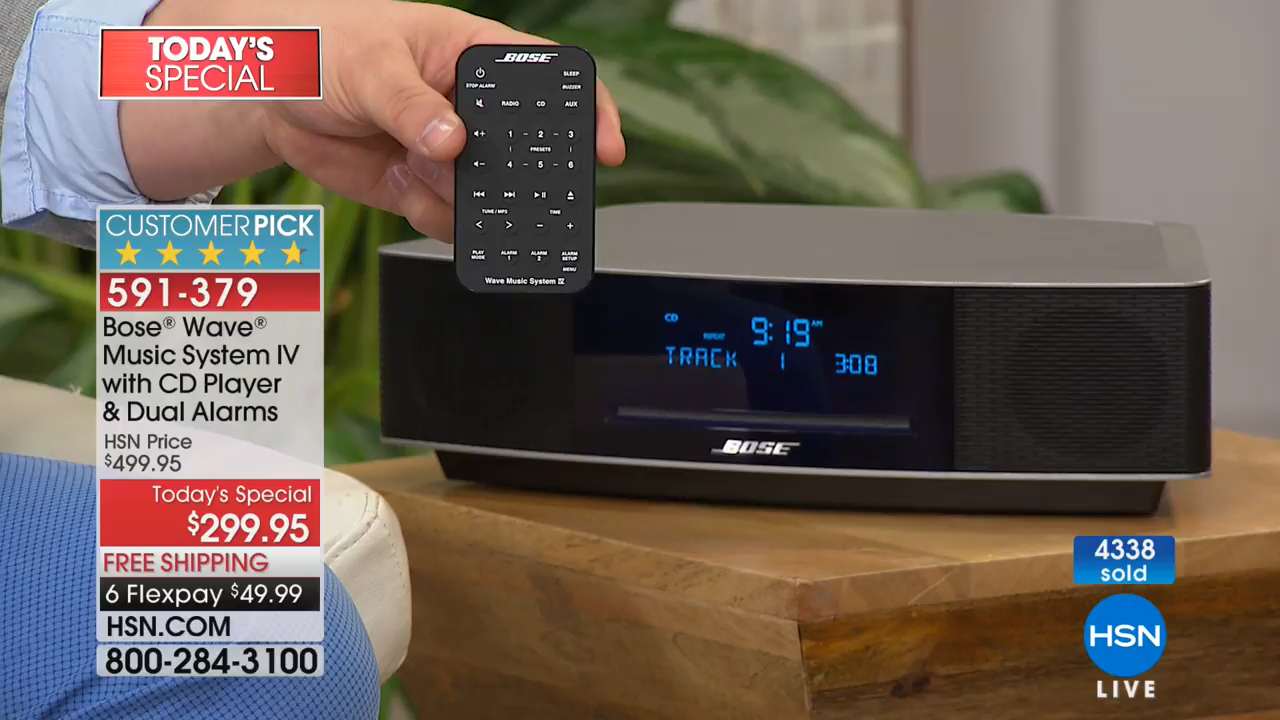 TODAY'S
SPECIAL
CUSTOMER PICK
591-379
Bose® Wave®
Music System IV
with CD Player
& Dual Alarms
HSN Price
$499.95
Today's Special
$299.95
FREE SHIPPING
6 Flexpay $49.99
HSN.COM
800-284-3100
BOSE
SLEEP
STOP ALARM BUZZER
RADIO CD AUX
1 - 2 - 3
PRESETS
4 - 5 - 6
TUNE / MP3 TIME
< > - +
PLAY MODE ALARM 1 ALARM 2 ALARM SETUP
MENU
Wave Music System IV
CD
REPEAT 9:19 AM
TRACK 1 3:08
BOSE
4338
sold
HSN
LIVE